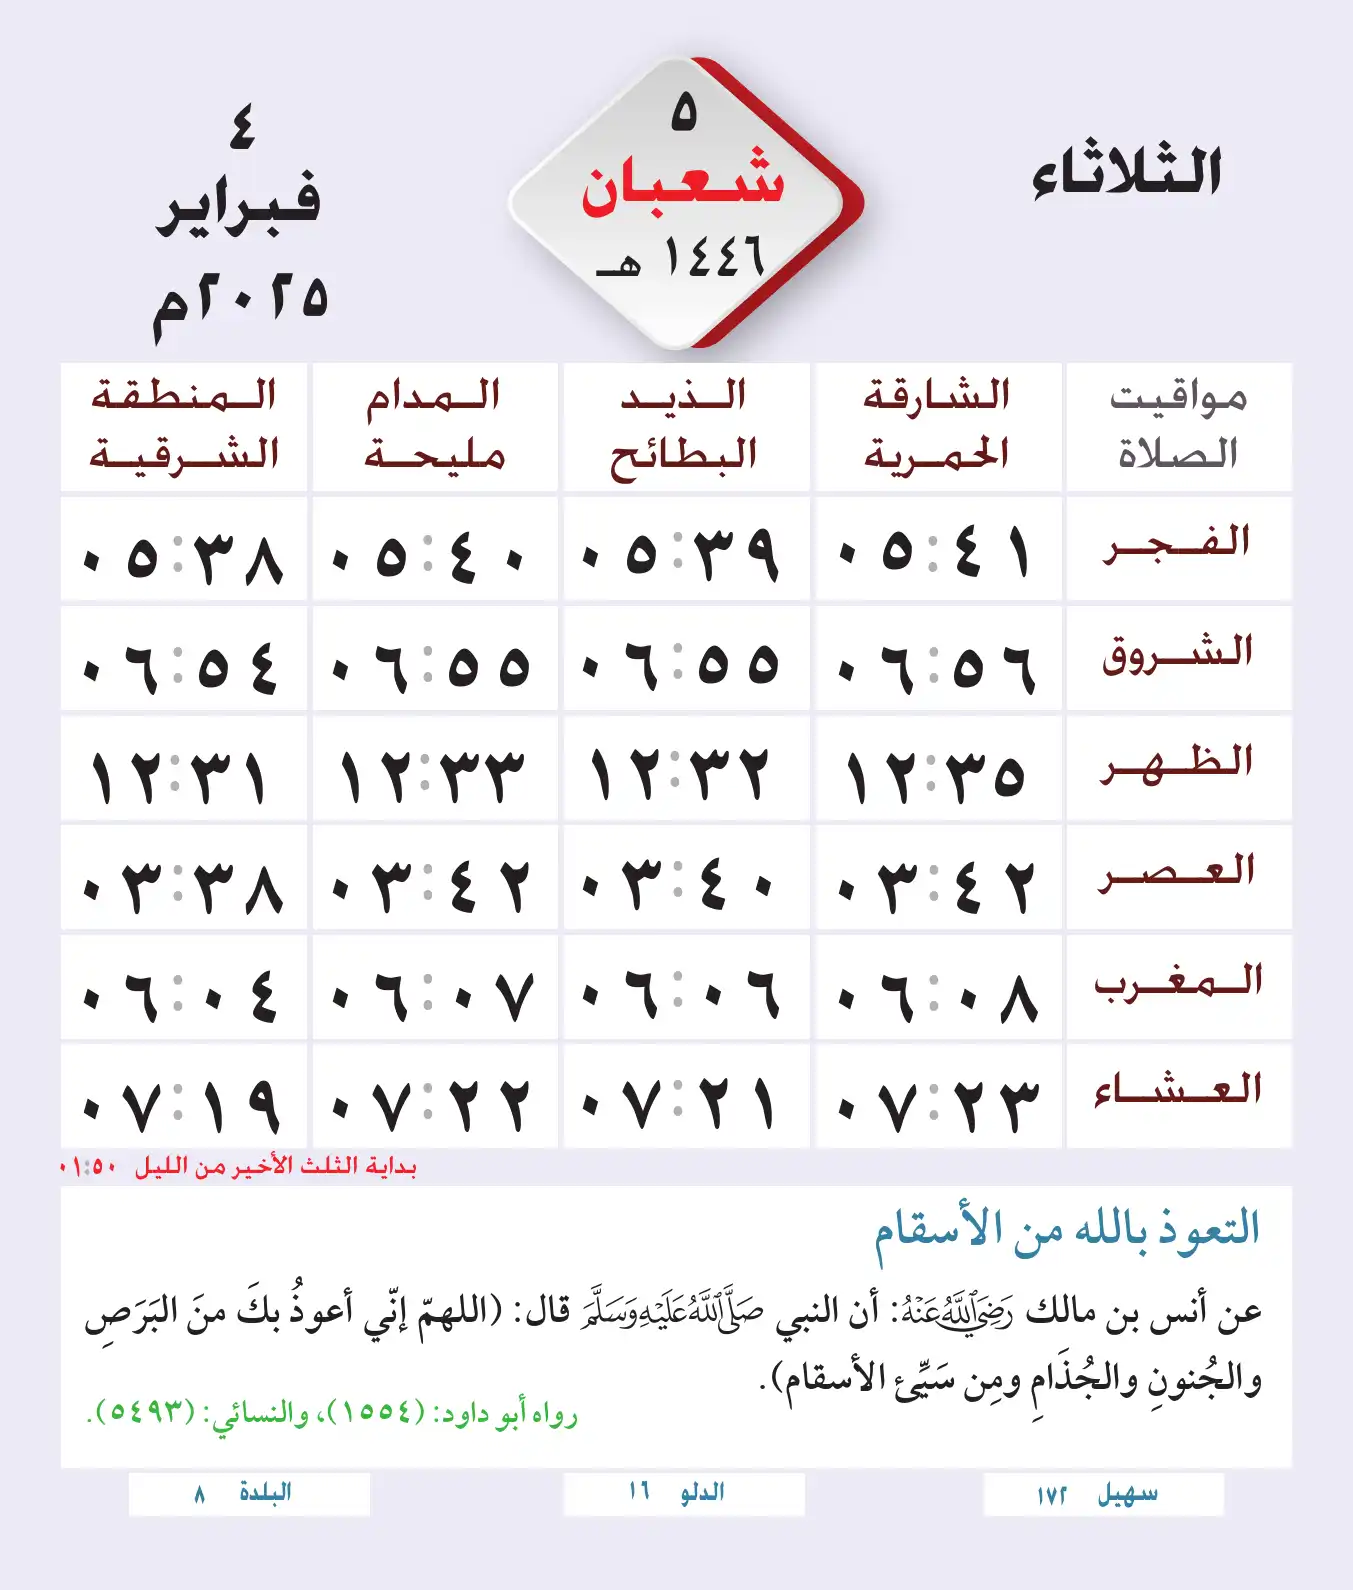 الثلاثاء
٥
شعبان
١٤٤٦ هـ
٤
فبراير
٢٠٢٥م
مواقيت الصلاة
الشارقة الحمرية
الذيد البطائح
المدام مليحة
المنطقة الشرقية
الفجر ٠٥:٤١ ٠٥:٣٩ ٠٥:٤٠ ٠٥:٣٨
الشروق ٠٦:٥٦ ٠٦:٥٥ ٠٦:٥٥ ٠٦:٥٤
الظهر ١٢:٣٥ ١٢:٣٢ ١٢:٣٣ ١٢:٣١
العصر ٠٣:٤٢ ٠٣:٤٠ ٠٣:٤٢ ٠٣:٣٨
المغرب ٠٦:٠٨ ٠٦:٠٦ ٠٦:٠٧ ٠٦:٠٤
العشاء ٠٧:٢٣ ٠٧:٢١ ٠٧:٢٢ ٠٧:١٩
بداية الثلث الأخير من الليل ٠١:٥٠
التعوذ بالله من الأسقام
عن أنس بن مالك رَضِيَ اللَّهُ عَنْهُ: أن النبي صَلَّى اللَّهُ عَلَيْهِ وَسَلَّمَ قال: (اللهمّ إنّي أعوذُ بكَ منَ البَرَصِ
والجُنونِ والجُذَامِ ومِن سَيِّئ الأسقام).
رواه أبو داود: (١٥٥٤)، والنسائي: (٥٤٩٣).
سهيل ١٧٢
الدلو ١٦
البلدة ٨